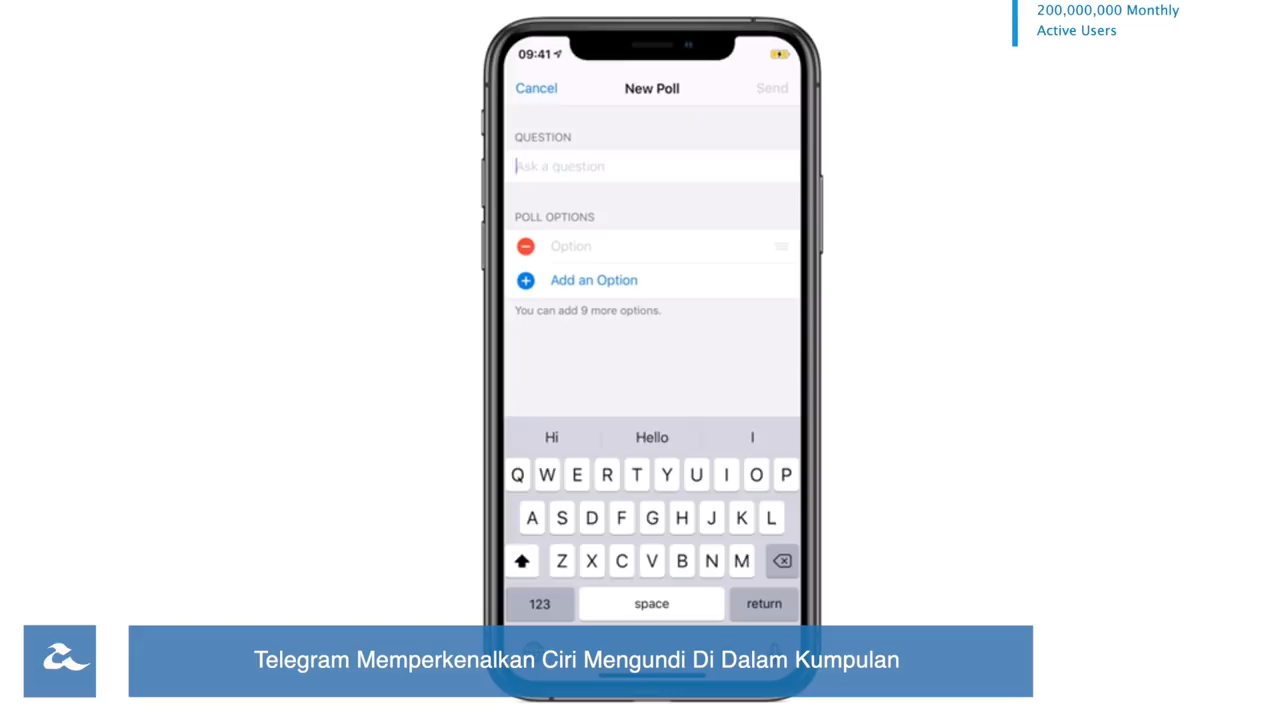 200,000,000 Monthly
Active Users
09:41
Cancel New Poll Send
QUESTION
Ask a question
POLL OPTIONS
Option
Add an Option
You can add 9 more options.
Hi Hello I
Q W E R T Y U I O P
A S D F G H J K L
Z X C V B N M
123 space return
Telegram Memperkenalkan Ciri Mengundi Di Dalam Kumpulan